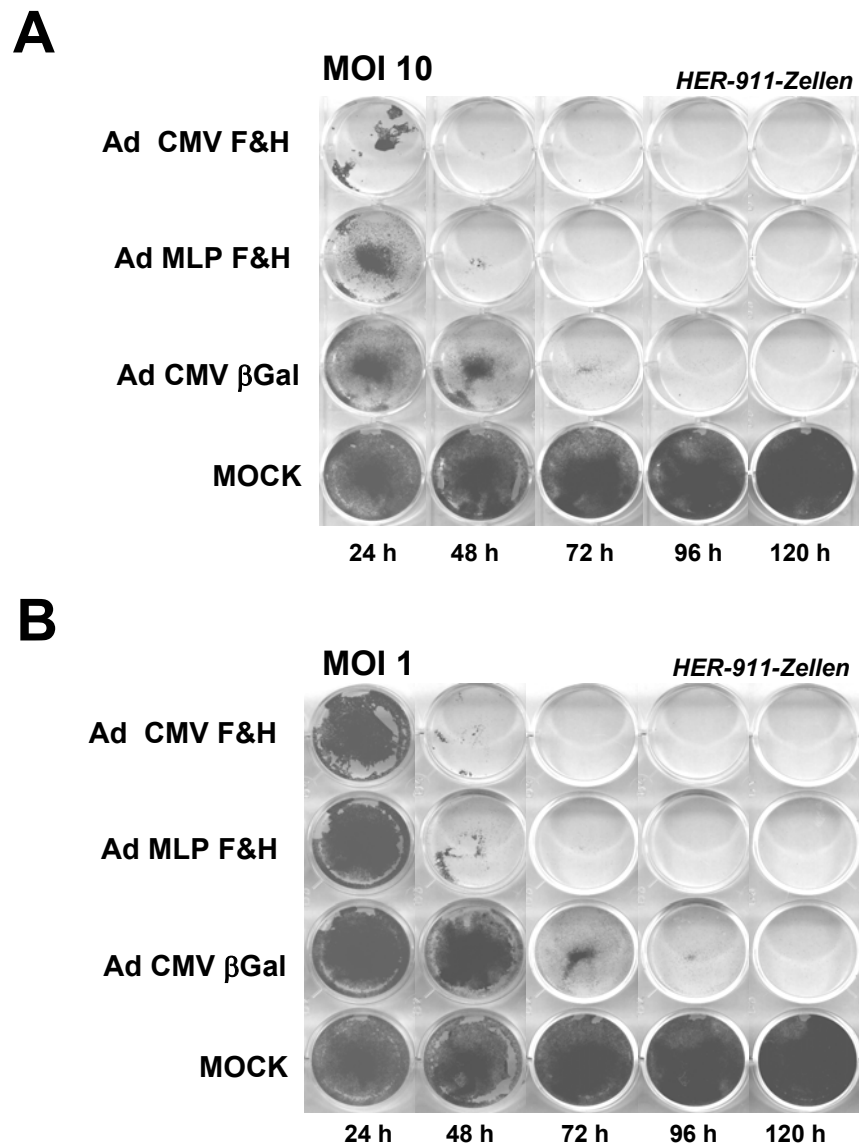 A
MOI 10
HER-911-Zellen
Ad CMV F&H
Ad MLP F&H
Ad CMV βGal
MOCK
24 h 48 h 72 h 96 h 120 h
B
MOI 1
HER-911-Zellen
Ad CMV F&H
Ad MLP F&H
Ad CMV βGal
MOCK
24 h 48 h 72 h 96 h 120 h